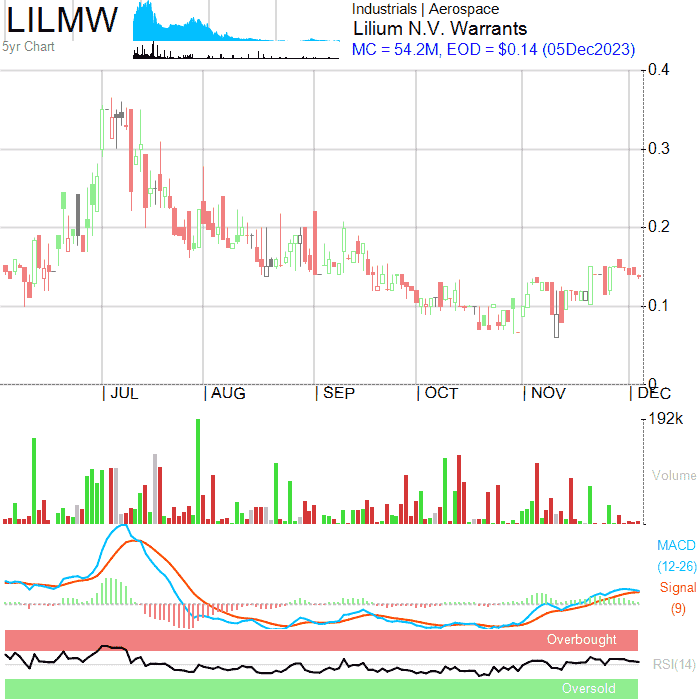 LILMW
5yr Chart
Industrials | Aerospace
Lilium N.V. Warrants
MC = 54.2M, EOD = $0.14 (05Dec2023)
0.4
0.3
0.2
0.1
0
| JUL | AUG | SEP | OCT | NOV | DEC
192k
Volume
MACD
(12-26)
Signal
(9)
Overbought
RSI(14)
Oversold